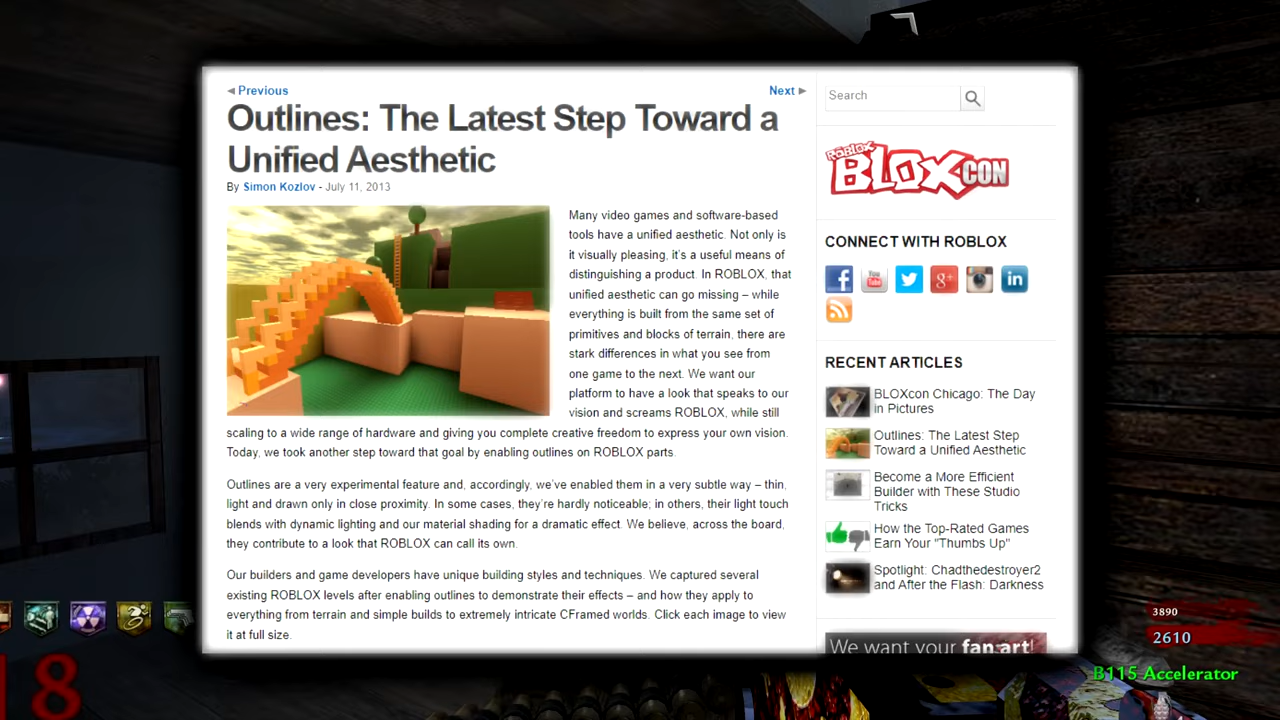 Previous
Next
Outlines: The Latest Step Toward a
Unified Aesthetic
By Simon Kozlov - July 11, 2013
Many video games and software-based
tools have a unified aesthetic. Not only is
it visually pleasing, it's a useful means of
distinguishing a product. In ROBLOX, that
unified aesthetic can go missing – while
everything is built from the same set of
primitives and blocks of terrain, there are
stark differences in what you see from
one game to the next. We want our
platform to have a look that speaks to our
vision and screams ROBLOX, while still
scaling to a wide range of hardware and giving you complete creative freedom to express your own vision.
Today, we took another step toward that goal by enabling outlines on ROBLOX parts.
Outlines are a very experimental feature and, accordingly, we've enabled them in a very subtle way – thin,
light and drawn only in close proximity. In some cases, they're hardly noticeable; in others, their light touch
blends with dynamic lighting and our material shading for a dramatic effect. We believe, across the board,
they contribute to a look that ROBLOX can call its own.
Our builders and game developers have unique building styles and techniques. We captured several
existing ROBLOX levels after enabling outlines to demonstrate their effects – and how they apply to
everything from terrain and simple builds to extremely intricate CFramed worlds. Click each image to view
it at full size.
Search
ROBLOX
BLOXCON
CONNECT WITH ROBLOX
You
Tube
g+
in
RECENT ARTICLES
BLOXcon Chicago: The Day
in Pictures
Outlines: The Latest Step
Toward a Unified Aesthetic
Become a More Efficient
Builder with These Studio
Tricks
How the Top-Rated Games
Earn Your "Thumbs Up"
Spotlight: Chadthedestroyer2
and After the Flash: Darkness
We want your fan art!
3890
2610
B115 Accelerator
18